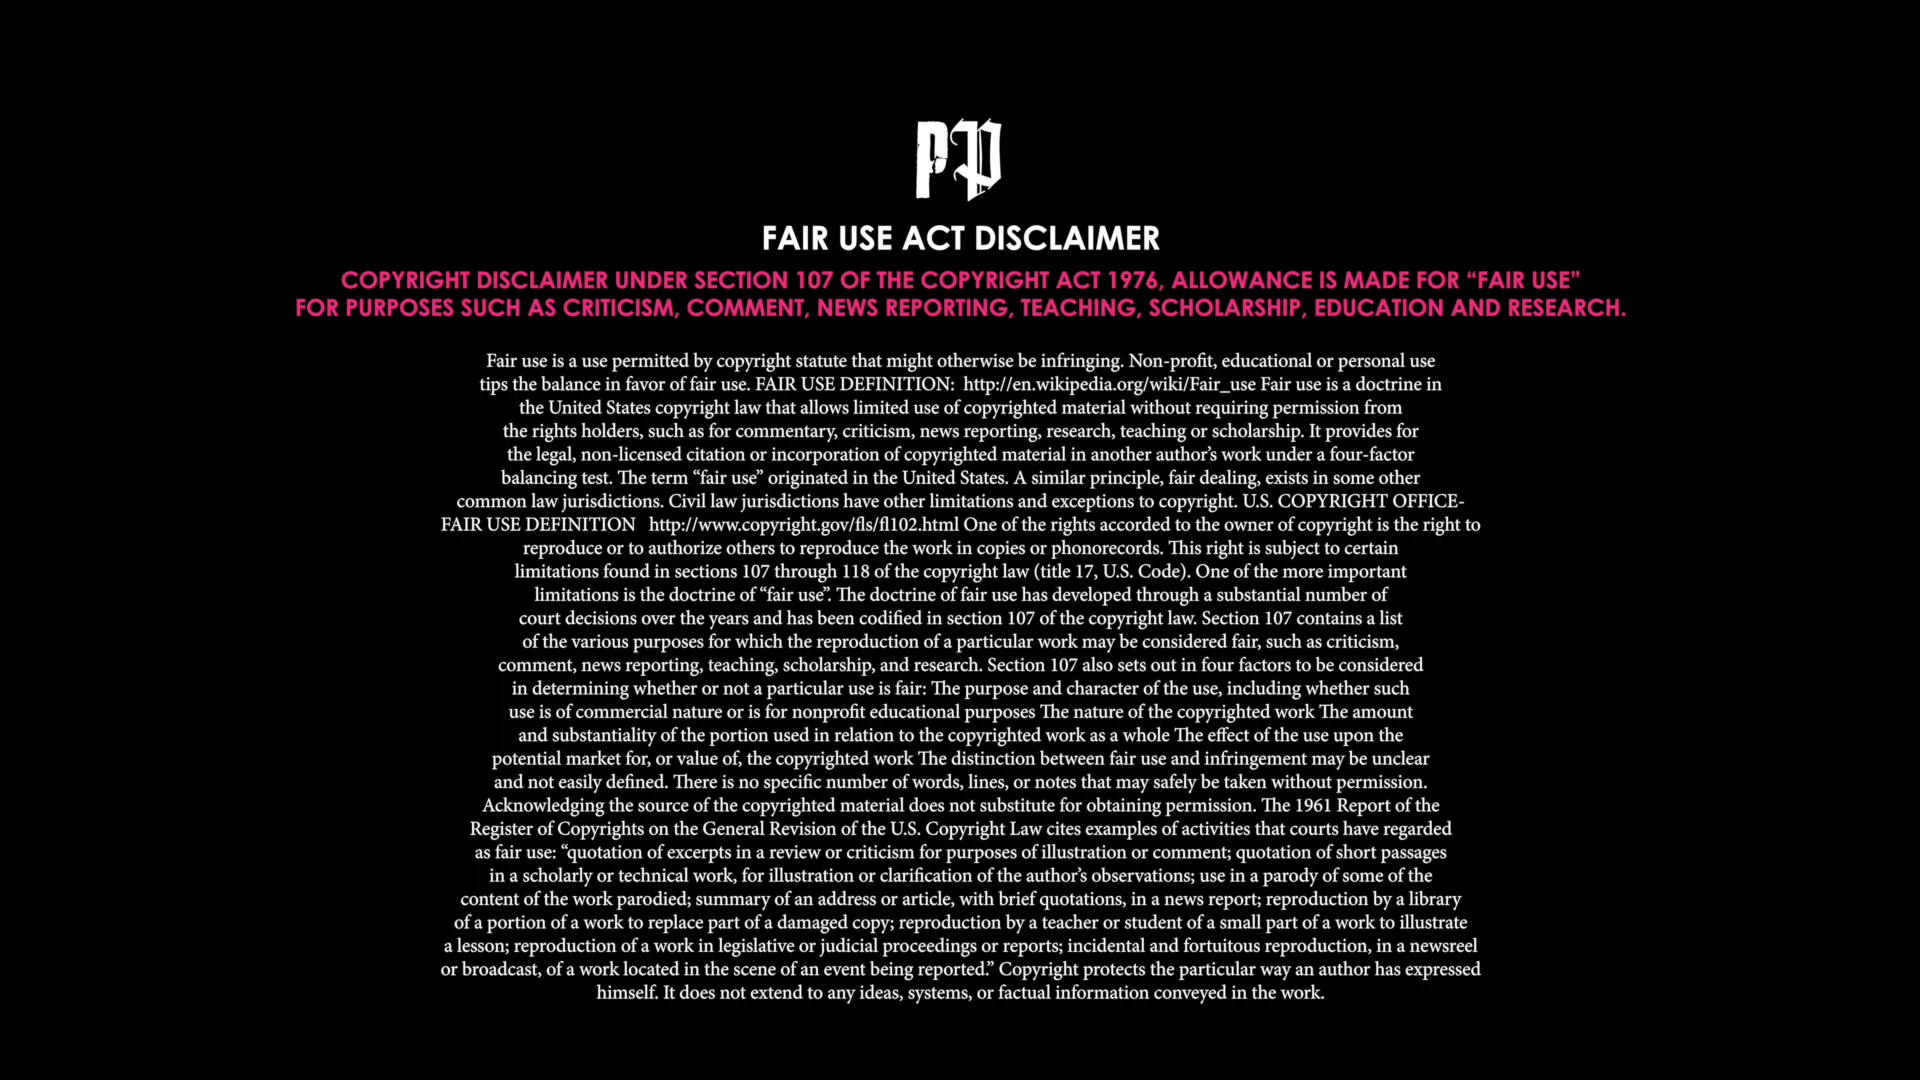 PP
FAIR USE ACT DISCLAIMER
COPYRIGHT DISCLAIMER UNDER SECTION 107 OF THE COPYRIGHT ACT 1976, ALLOWANCE IS MADE FOR “FAIR USE”
FOR PURPOSES SUCH AS CRITICISM, COMMENT, NEWS REPORTING, TEACHING, SCHOLARSHIP, EDUCATION AND RESEARCH.
Fair use is a use permitted by copyright statute that might otherwise be infringing. Non-profit, educational or personal use
tips the balance in favor of fair use. FAIR USE DEFINITION:  http://en.wikipedia.org/wiki/Fair_use Fair use is a doctrine in
the United States copyright law that allows limited use of copyrighted material without requiring permission from
the rights holders, such as for commentary, criticism, news reporting, research, teaching or scholarship. It provides for
the legal, non-licensed citation or incorporation of copyrighted material in another author’s work under a four-factor
balancing test. The term “fair use” originated in the United States. A similar principle, fair dealing, exists in some other
common law jurisdictions. Civil law jurisdictions have other limitations and exceptions to copyright. U.S. COPYRIGHT OFFICE-
FAIR USE DEFINITION   http://www.copyright.gov/fls/fl102.html One of the rights accorded to the owner of copyright is the right to
reproduce or to authorize others to reproduce the work in copies or phonorecords. This right is subject to certain
limitations found in sections 107 through 118 of the copyright law (title 17, U.S. Code). One of the more important
limitations is the doctrine of “fair use”. The doctrine of fair use has developed through a substantial number of
court decisions over the years and has been codified in section 107 of the copyright law. Section 107 contains a list
of the various purposes for which the reproduction of a particular work may be considered fair, such as criticism,
comment, news reporting, teaching, scholarship, and research. Section 107 also sets out in four factors to be considered
in determining whether or not a particular use is fair: The purpose and character of the use, including whether such
use is of commercial nature or is for nonprofit educational purposes The nature of the copyrighted work The amount
and substantiality of the portion used in relation to the copyrighted work as a whole The effect of the use upon the
potential market for, or value of, the copyrighted work The distinction between fair use and infringement may be unclear
and not easily defined. There is no specific number of words, lines, or notes that may safely be taken without permission.
Acknowledging the source of the copyrighted material does not substitute for obtaining permission. The 1961 Report of the
Register of Copyrights on the General Revision of the U.S. Copyright Law cites examples of activities that courts have regarded
as fair use: “quotation of excerpts in a review or criticism for purposes of illustration or comment; quotation of short passages
in a scholarly or technical work, for illustration or clarification of the author’s observations; use in a parody of some of the
content of the work parodied; summary of an address or article, with brief quotations, in a news report; reproduction by a library
of a portion of a work to replace part of a damaged copy; reproduction by a teacher or student of a small part of a work to illustrate
a lesson; reproduction of a work in legislative or judicial proceedings or reports; incidental and fortuitous reproduction, in a newsreel
or broadcast, of a work located in the scene of an event being reported.” Copyright protects the particular way an author has expressed
himself. It does not extend to any ideas, systems, or factual information conveyed in the work.